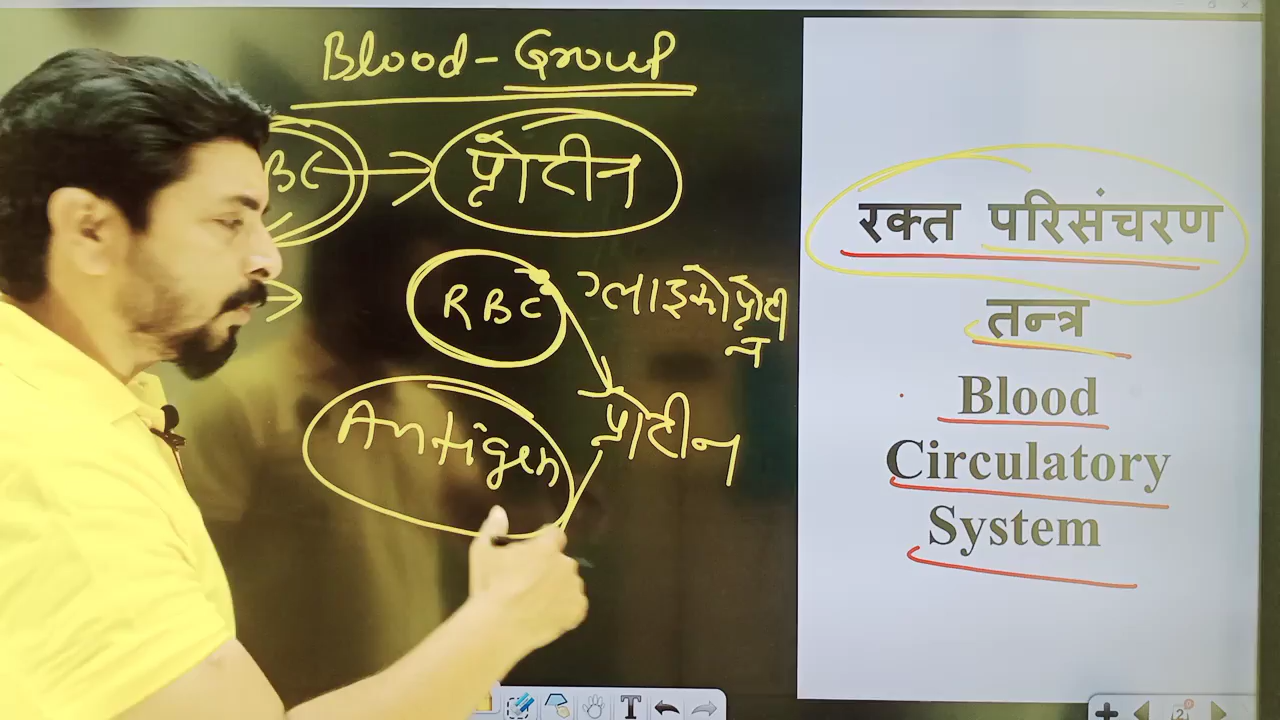 Blood - Group
BC → प्रोटीन
RBC ग्लाइकोप्रोटी
न
Antigen प्रोटीन
रक्त परिसंचरण
तन्त्र
Blood
Circulatory
System
T